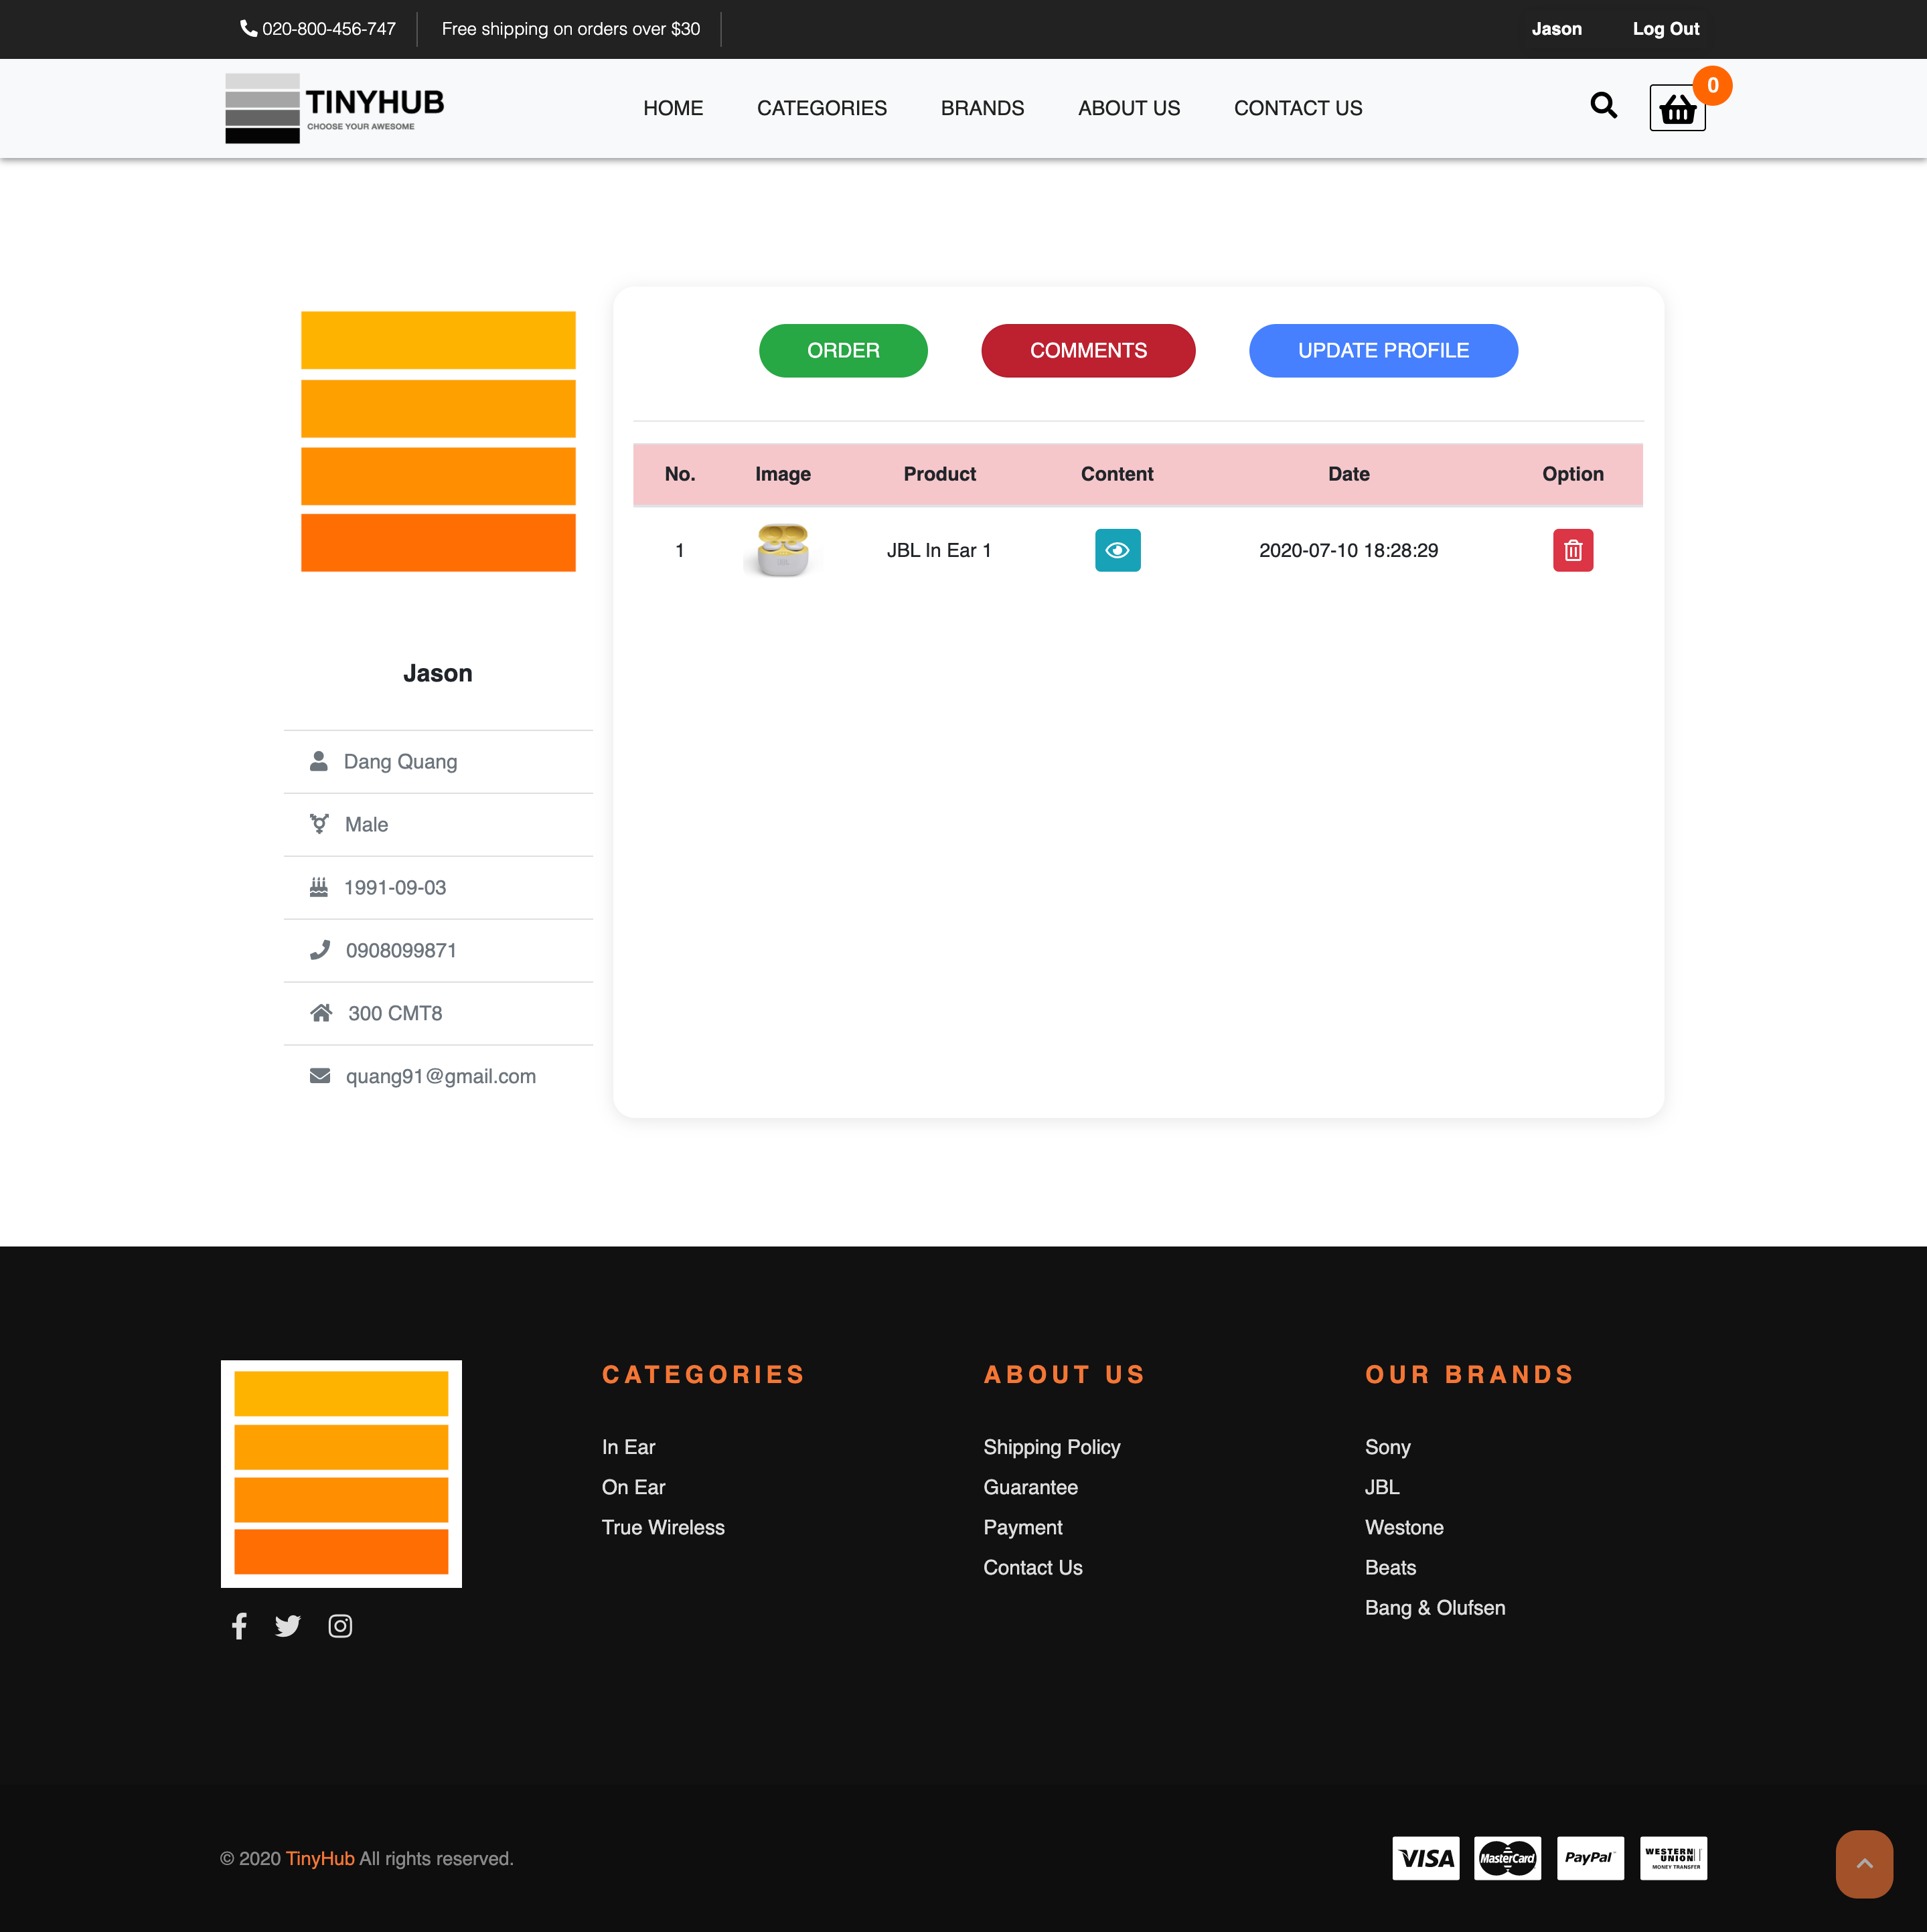 020-800-456-747
Free shipping on orders over $30
Jason
Log Out
TINYHUB
CHOOSE YOUR AWESOME
HOME
CATEGORIES
BRANDS
ABOUT US
CONTACT US
0
ORDER
COMMENTS
UPDATE PROFILE
No. Image Product Content Date Option
1 JBL In Ear 1 2020-07-10 18:28:29
Jason
Dang Quang
Male
1991-09-03
0908099871
300 CMT8
quang91@gmail.com
CATEGORIES
In Ear
On Ear
True Wireless
ABOUT US
Shipping Policy
Guarantee
Payment
Contact Us
OUR BRANDS
Sony
JBL
Westone
Beats
Bang & Olufsen
© 2020 TinyHub All rights reserved.
VISA
MasterCard
PayPal
WESTERN
UNION
MONEY TRANSFER